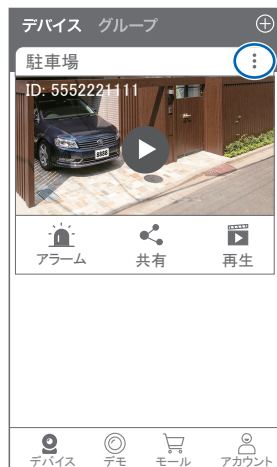 デバイス グループ
駐車場
ID: 5552221111
8888
アラーム 共有 再生
デバイス デモ モール アカウント